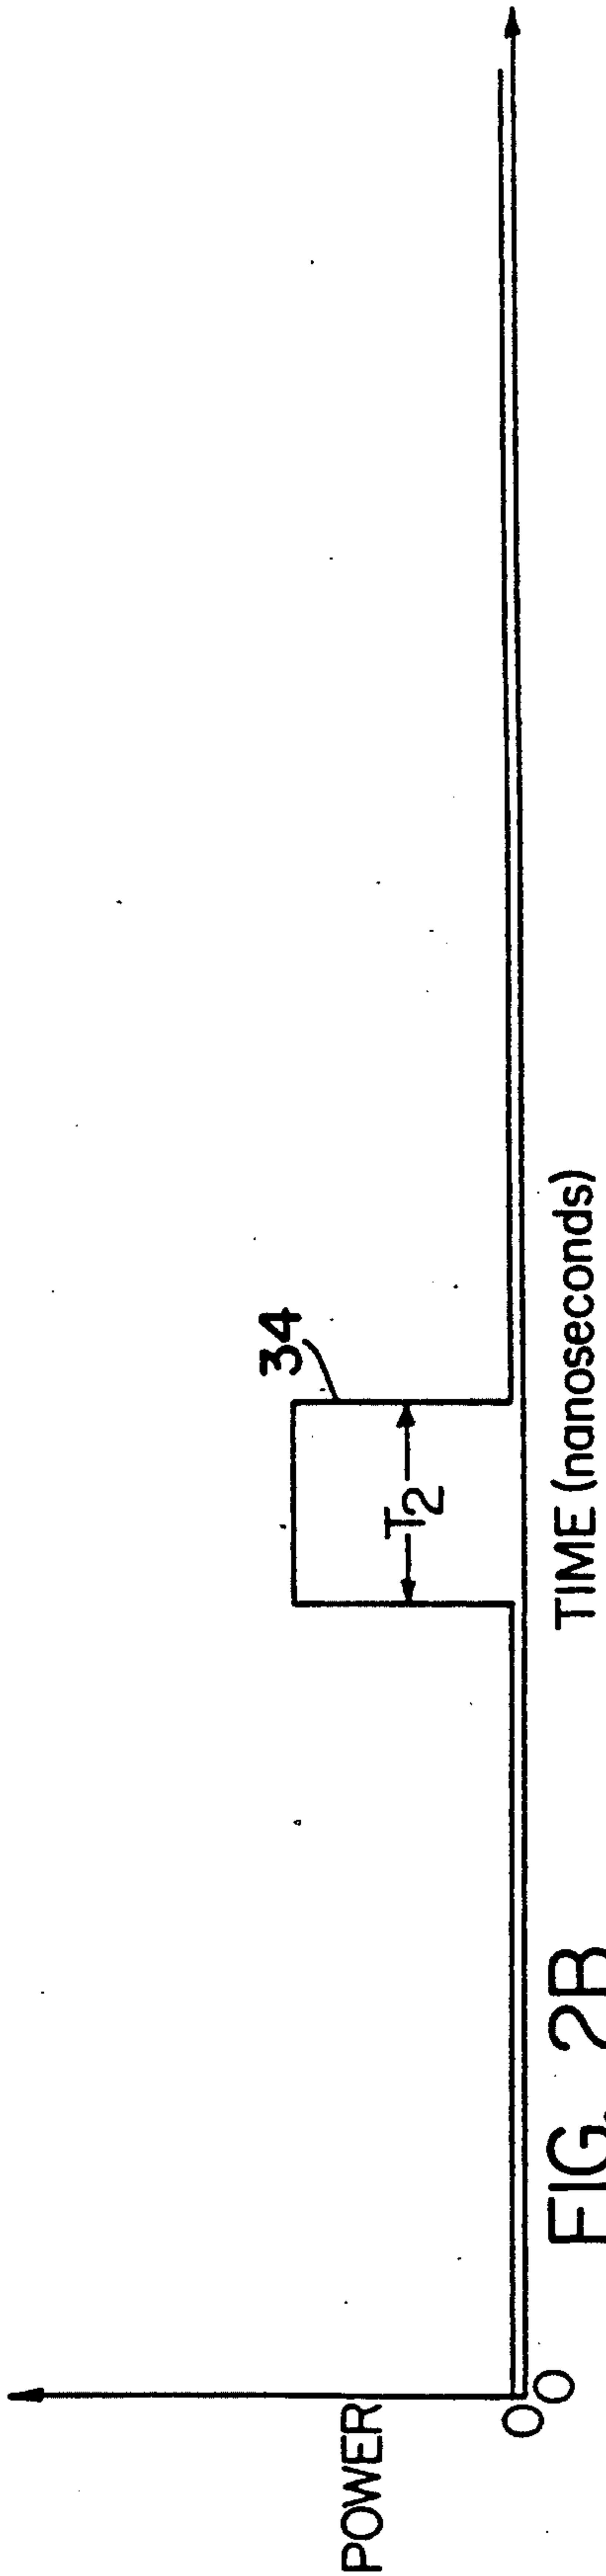 POWER
34
T2
0
0
TIME (nanoseconds)
FIG. 2B